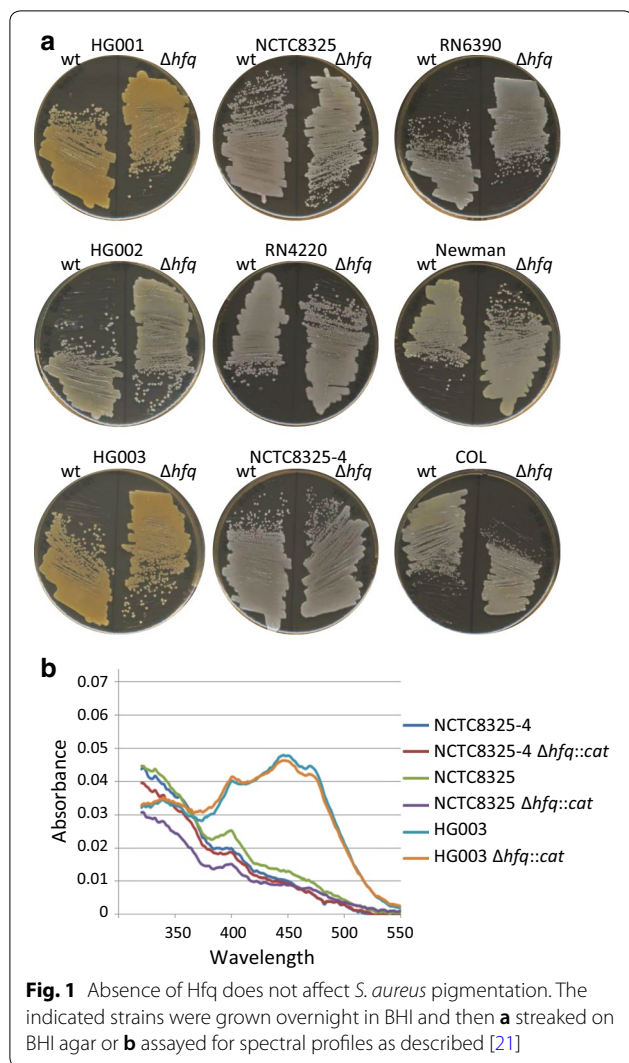 a
HG001 NCTC8325 RN6390
wt Δhfq wt Δhfq wt Δhfq
HG002 RN4220 Newman
wt Δhfq wt Δhfq wt Δhfq
HG003 NCTC8325-4 COL
wt Δhfq wt Δhfq wt Δhfq
b
0.07
0.06
0.05
0.04
0.03
0.02
0.01
0
Absorbance
350 450 500 550
Wavelength
NCTC8325-4
NCTC8325-4 Δhfq::cat
NCTC8325
NCTC8325 Δhfq::cat
HG003
HG003 Δhfq::cat
Fig. 1 Absence of Hfq does not affect S. aureus pigmentation. The
indicated strains were grown overnight in BHI and then a streaked on
BHI agar or b assayed for spectral profiles as described [21]